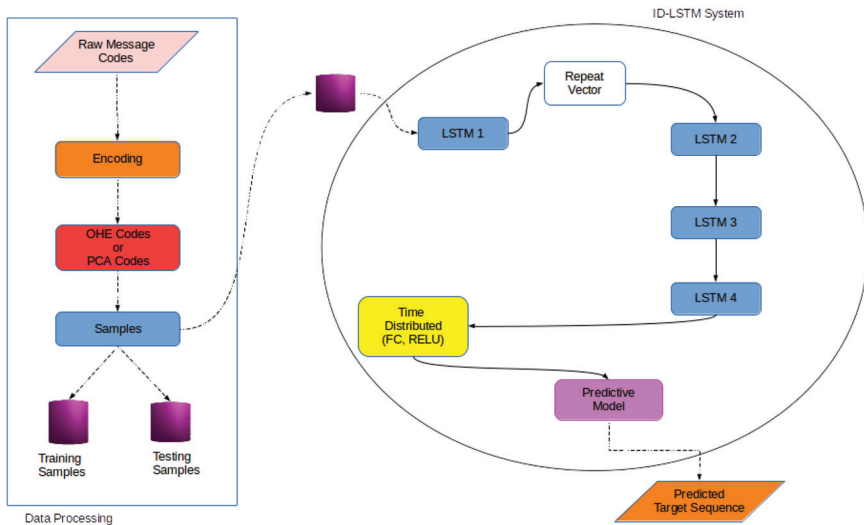 ID-LSTM System
Raw Message
Codes
Encoding
OHE Codes
or
PCA Codes
Samples
Training
Samples
Testing
Samples
Data Processing
LSTM 1
Repeat
Vector
LSTM 2
LSTM 3
LSTM 4
Time
Distributed
(FC, RELU)
Predictive
Model
Predicted
Target Sequence